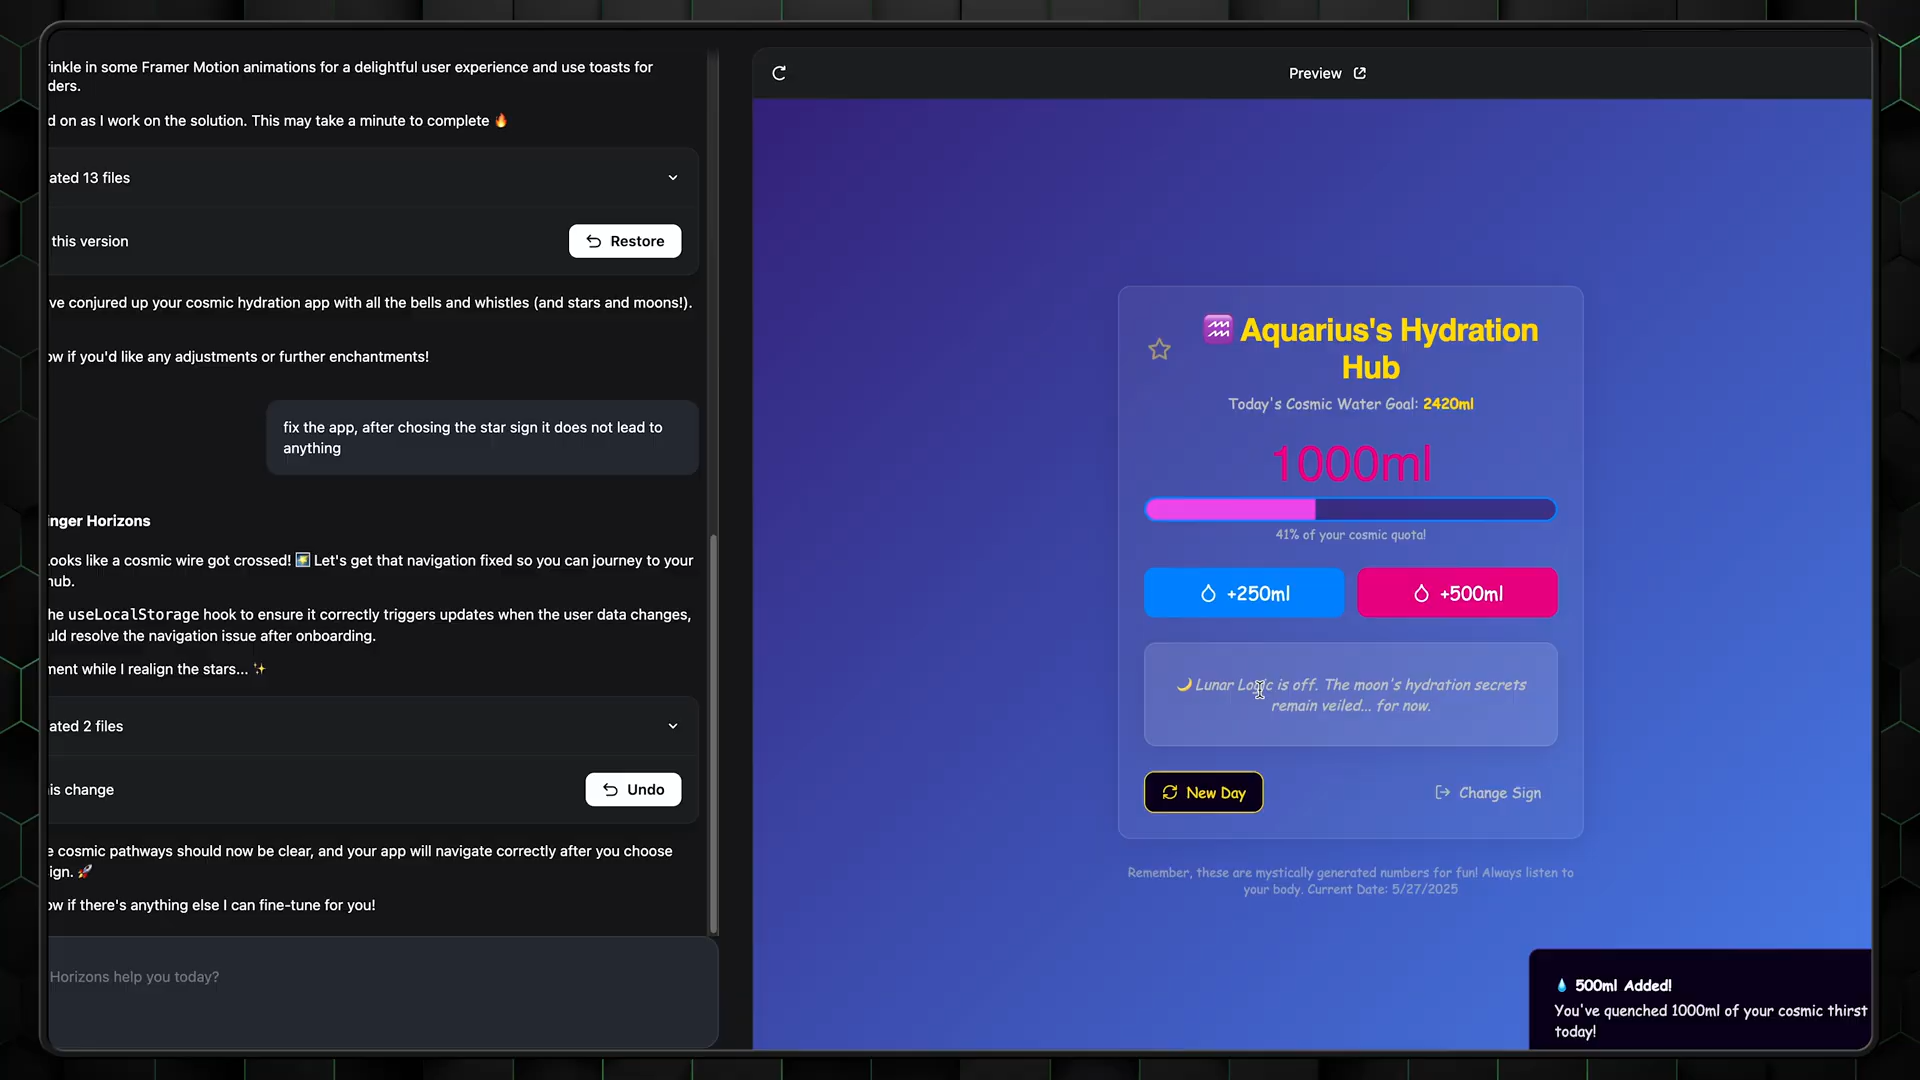 rinkle in some Framer Motion animations for a delightful user experience and use toasts for
ders.
d on as I work on the solution. This may take a minute to complete 🔥
ated 13 files
this version
Restore
ve conjured up your cosmic hydration app with all the bells and whistles (and stars and moons!).
ow if you'd like any adjustments or further enchantments!
fix the app, after chosing the star sign it does not lead to
anything
inger Horizons
ooks like a cosmic wire got crossed! 🌠 Let's get that navigation fixed so you can journey to your
hub.
he useLocalStorage hook to ensure it correctly triggers updates when the user data changes,
uld resolve the navigation issue after onboarding.
ment while I realign the stars... ✨
ated 2 files
is change
Undo
e cosmic pathways should now be clear, and your app will navigate correctly after you choose
ign. 🚀
ow if there's anything else I can fine-tune for you!
Horizons help you today?
Preview
♒ Aquarius's Hydration
Hub
Today's Cosmic Water Goal: 2420ml
1000ml
41% of your cosmic quota!
+250ml
+500ml
🌙 Lunar Logic is off. The moon's hydration secrets
remain veiled... for now.
New Day
Change Sign
Remember, these are mystically generated numbers for fun! Always listen to
your body. Current Date: 5/27/2025
💧 500ml Added!
You've quenched 1000ml of your cosmic thirst
today!